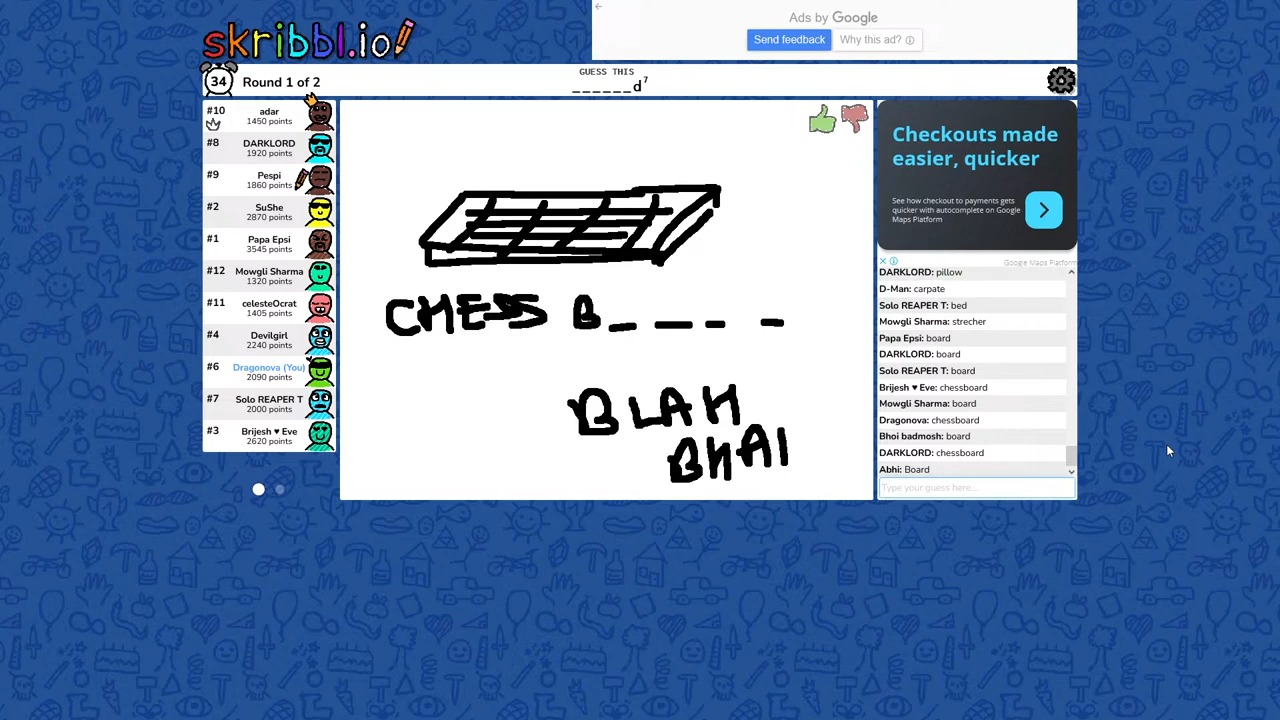 Ads by Google
Send feedback
Why this ad?
skribbl.io
34
Round 1 of 2
GUESS THIS
______d 7
#10
adar
1450 points
#8
DARKLORD
1920 points
#9
Pespi
1860 points
#2
SuShe
2870 points
#1
Papa Epsi
3545 points
#12
Mowgli Sharma
1320 points
#11
celesteOcrat
1405 points
#4
Devilgirl
2240 points
#6
Dragonova (You)
2090 points
#7
Solo REAPER T
2000 points
#3
Brijesh ♥ Eve
2620 points
CHESS B_ _ _ _
BLAH
BHAI
Checkouts made
easier, quicker
See how checkout to payments gets
quicker with autocomplete on Google
Maps Platform
Google Maps Platform
DARKLORD: pillow
D-Man: carpate
Solo REAPER T: bed
Mowgli Sharma: strecher
Papa Epsi: board
DARKLORD: board
Solo REAPER T: board
Brijesh ♥ Eve: chessboard
Mowgli Sharma: board
Dragonova: chessboard
Bhoi badmosh: board
DARKLORD: chessboard
Abhi: Board
Type your guess here...